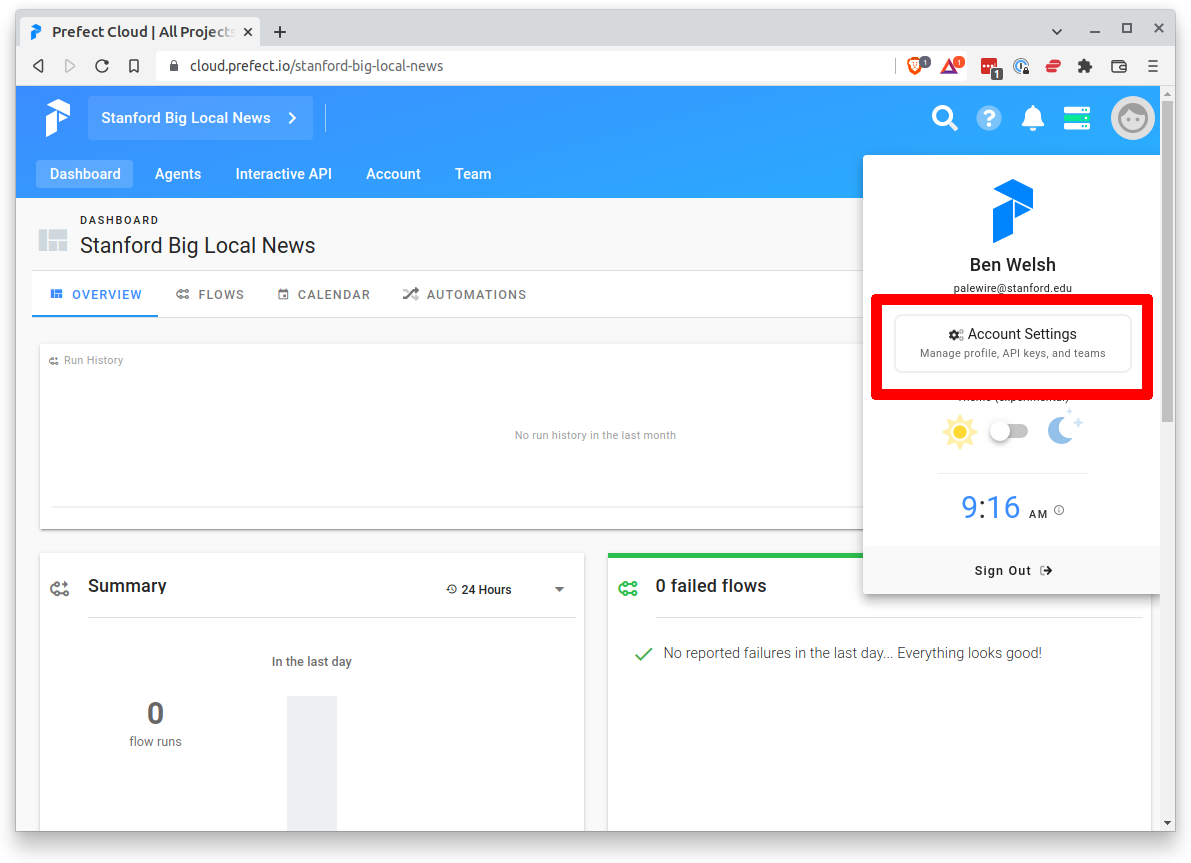 Prefect Cloud | All Projects
cloud.prefect.io/stanford-big-local-news
1
1
1
Stanford Big Local News
?
Dashboard
Agents
Interactive API
Account
Team
DASHBOARD
Stanford Big Local News
OVERVIEW
FLOWS
CALENDAR
AUTOMATIONS
Run History
No run history in the last month
Ben Welsh
palewire@stanford.edu
Account Settings
Manage profile, API keys, and teams
Theme (experimental)
9:16 AM
Sign Out
Summary
24 Hours
In the last day
0
flow runs
0 failed flows
No reported failures in the last day... Everything looks good!